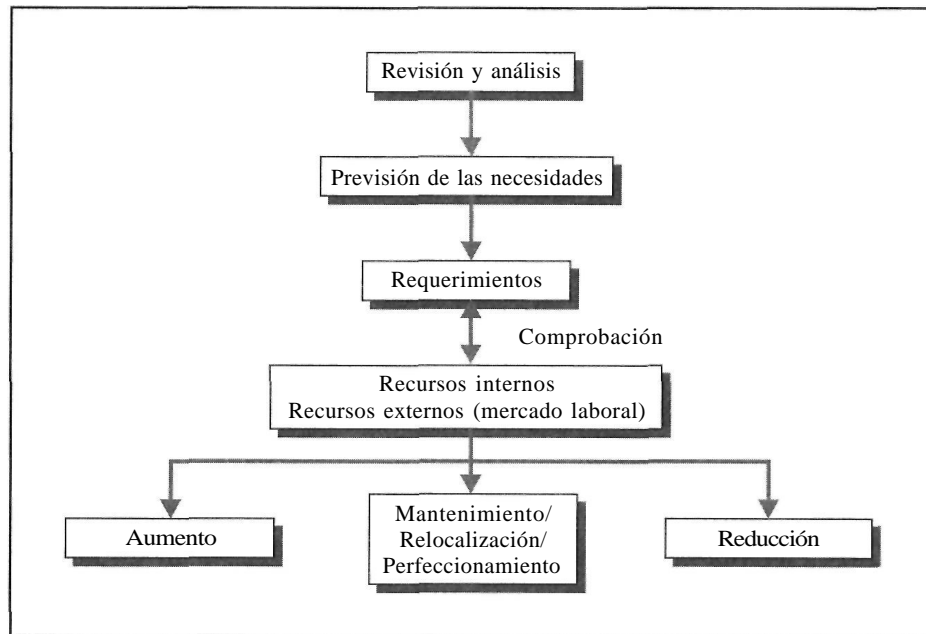 Revisión y análisis
Previsión de las necesidades
Requerimientos
Comprobación
Recursos internos
Recursos externos (mercado laboral)
Aumento
Mantenimiento/
Relocalización/
Perfeccionamiento
Reducción